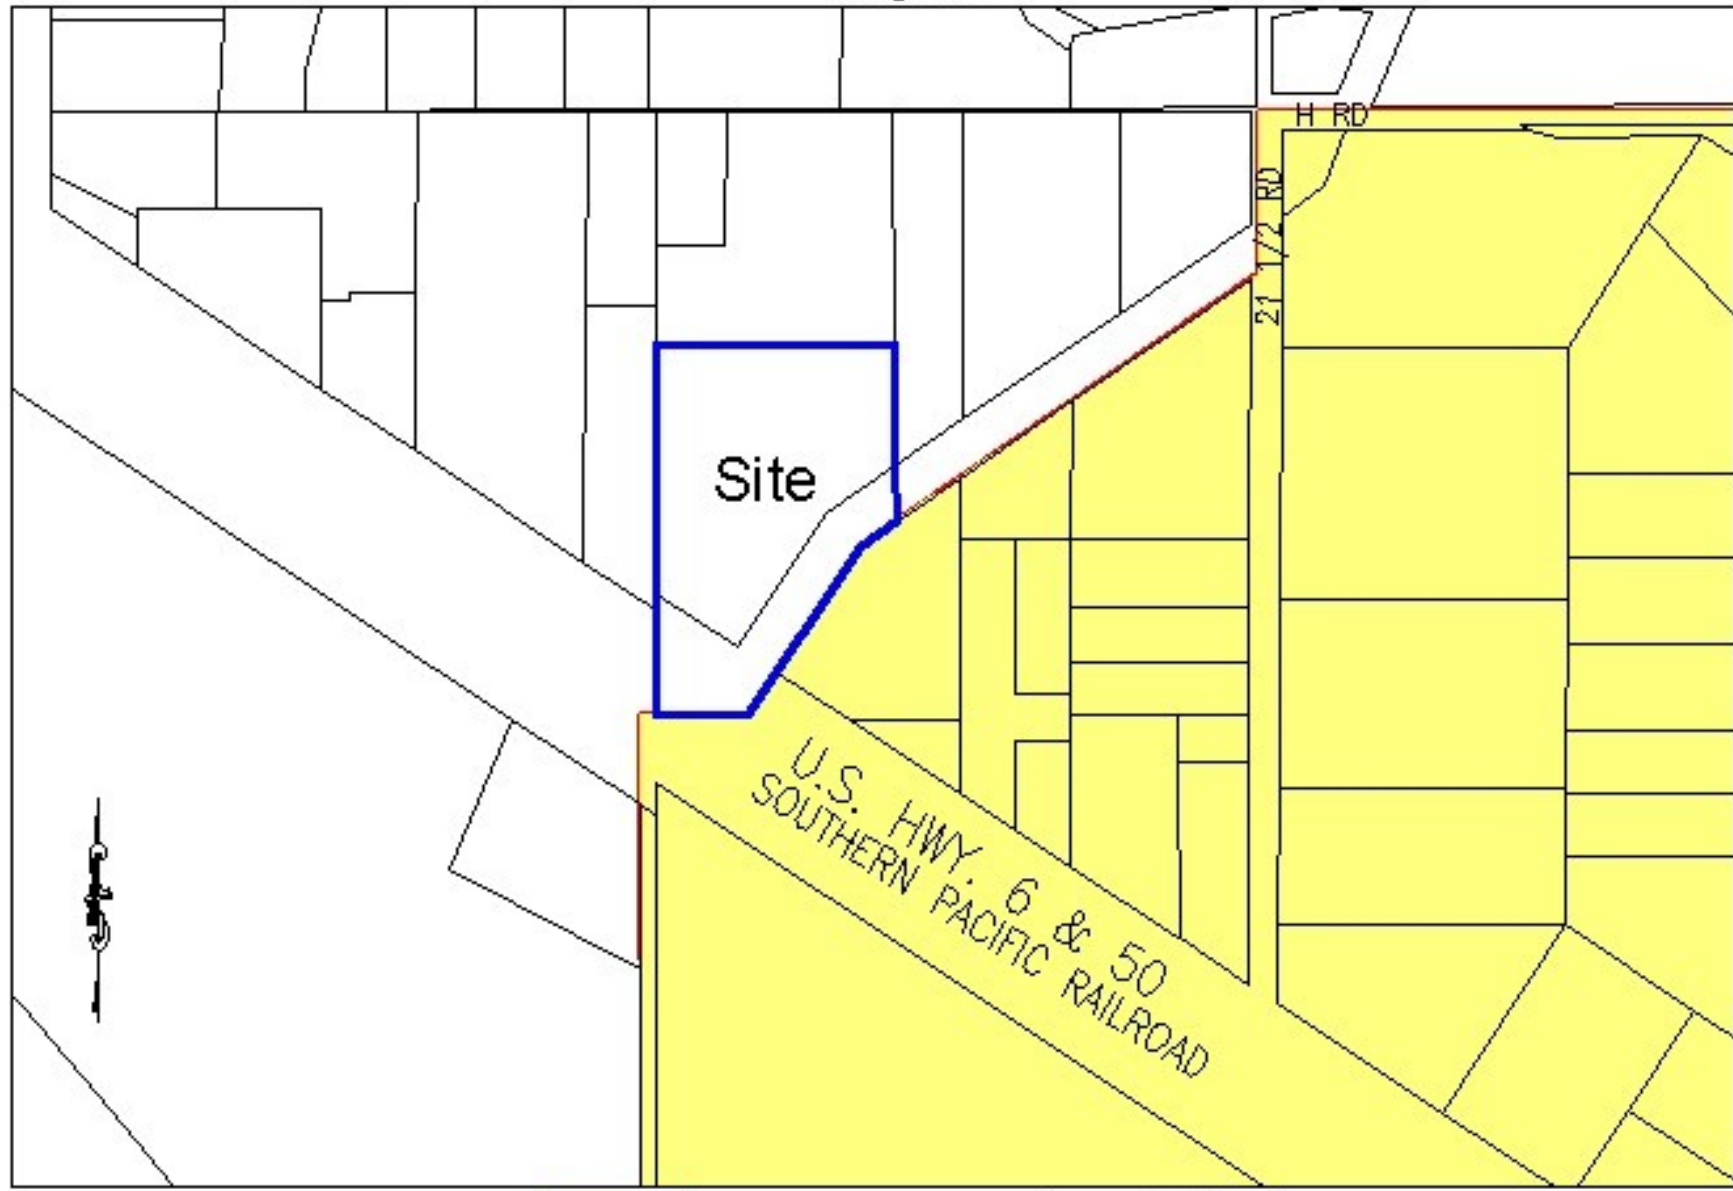 H RD
21 1/2 RD
Site
U.S. HWY. 6 & 50
SOUTHERN PACIFIC RAILROAD